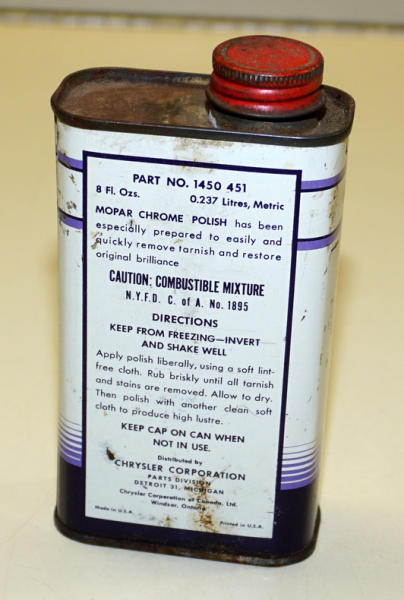 PART NO. 1450 451
8 Fl. Ozs. 0.237 Litres, Metric
MOPAR CHROME POLISH has been
especially prepared to easily and
quickly remove tarnish and restore
original brilliance
CAUTION: COMBUSTIBLE MIXTURE
N.Y.F.D. C. of A. No. 1895
DIRECTIONS
KEEP FROM FREEZING—INVERT
AND SHAKE WELL
Apply polish liberally, using a soft lint-
free cloth. Rub briskly until all tarnish
and stains are removed. Allow to dry.
Then polish with another clean soft
cloth to produce high lustre.
KEEP CAP ON CAN WHEN
NOT IN USE.
Distributed by
CHRYSLER CORPORATION
PARTS DIVISION
DETROIT 31, MICHIGAN
Chrysler Corporation of Canada, Ltd.
Windsor, Ontario
Made in U.S.A. Printed in U.S.A.